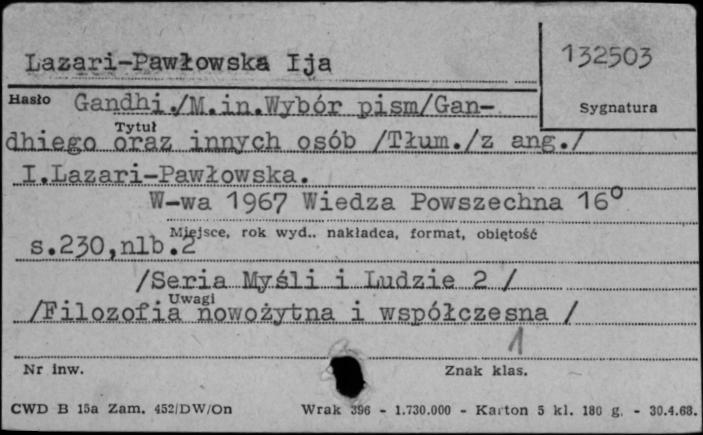 Lazari-Pawłowska Ija
132503
Hasło
Sygnatura
Gandhi./M.in.Wybór pism/Gan-
Tytuł
dhiego oraz innych osób /Tłum./z ang./
I.Lazari-Pawłowska.
W-wa 1967 Wiedza Powszechna 16°
Miejsce, rok wyd.. nakładca, format, objętość
s.230,nlb.2
/Seria Myśli i Ludzie 2 /
Uwagi
/Filozofia nowożytna i współczesna /
1
Nr inw.
Znak klas.
CWD B 15a Zam. 452/DW/On Wrak 396 - 1.730.000 - Karton 5 kl. 180 g. - 30.4.68.